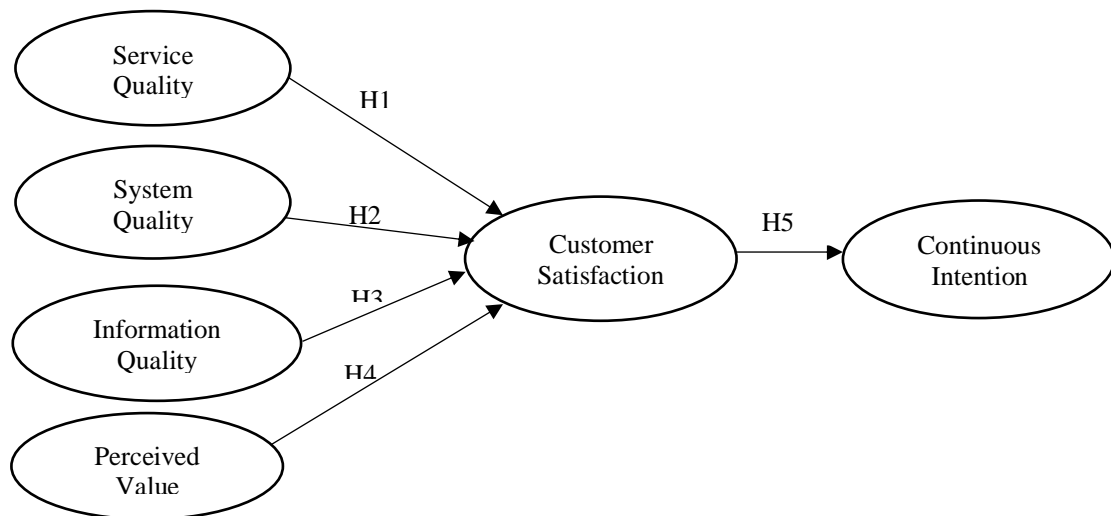 Service
Quality
H1
System
Quality
H2
Customer
Satisfaction
H5
Continuous
Intention
H3
Information
Quality
H4
Perceived
Value